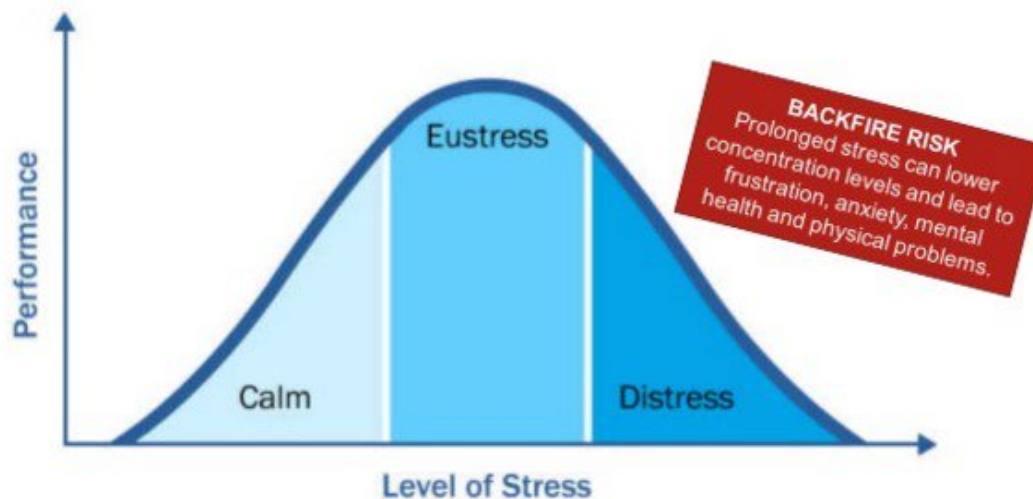 Performance
Eustress
Calm
Distress
Level of Stress
BACKFIRE RISK
Prolonged stress can lower
concentration levels and lead to
frustration, anxiety, mental
health and physical problems.